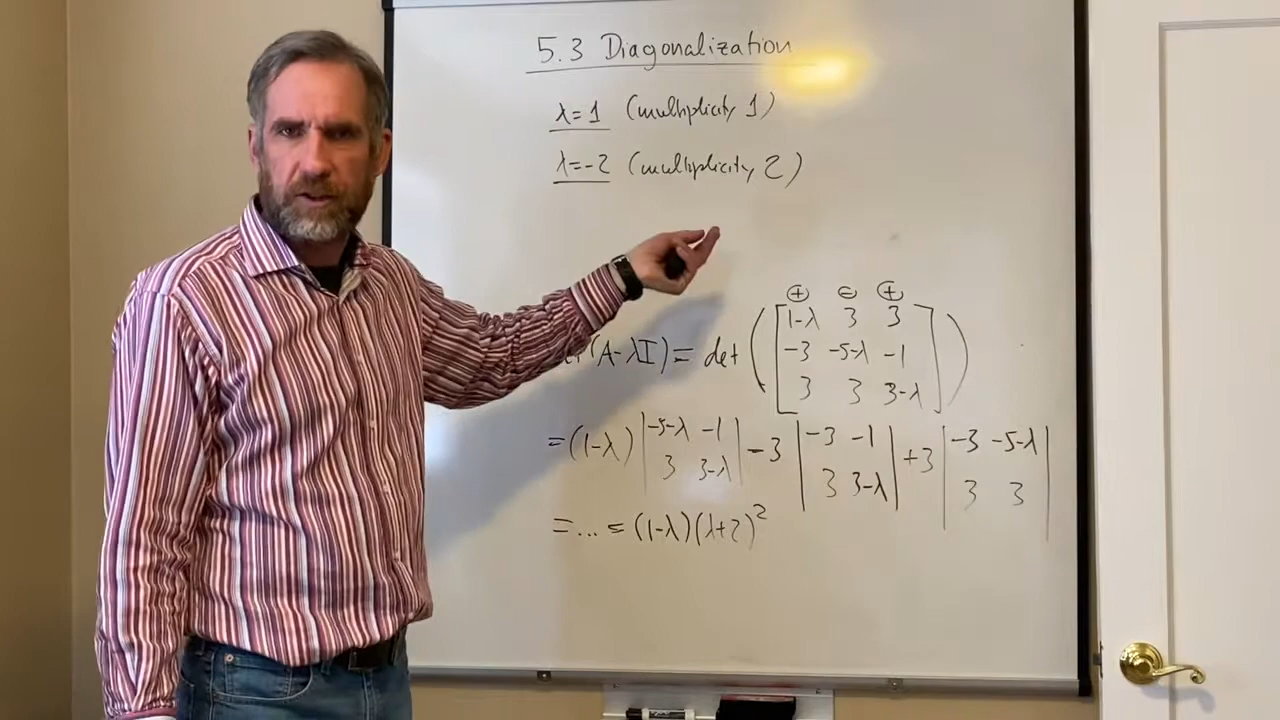 5.3 Diagonalization
λ=1 (multiplicity 1)
λ=-2 (multiplicity 2)
⊕ ⊖ ⊕
(A-λI)= det ([1-λ 3 3
-3 -5-λ -1
3 3 3-λ])
=(1-λ) |-5-λ -1 -3 |-3 -1 +3 |-3 -5-λ
3 3-λ| 3 3-λ| 3 3|
=...=(1-λ)(λ+2)²